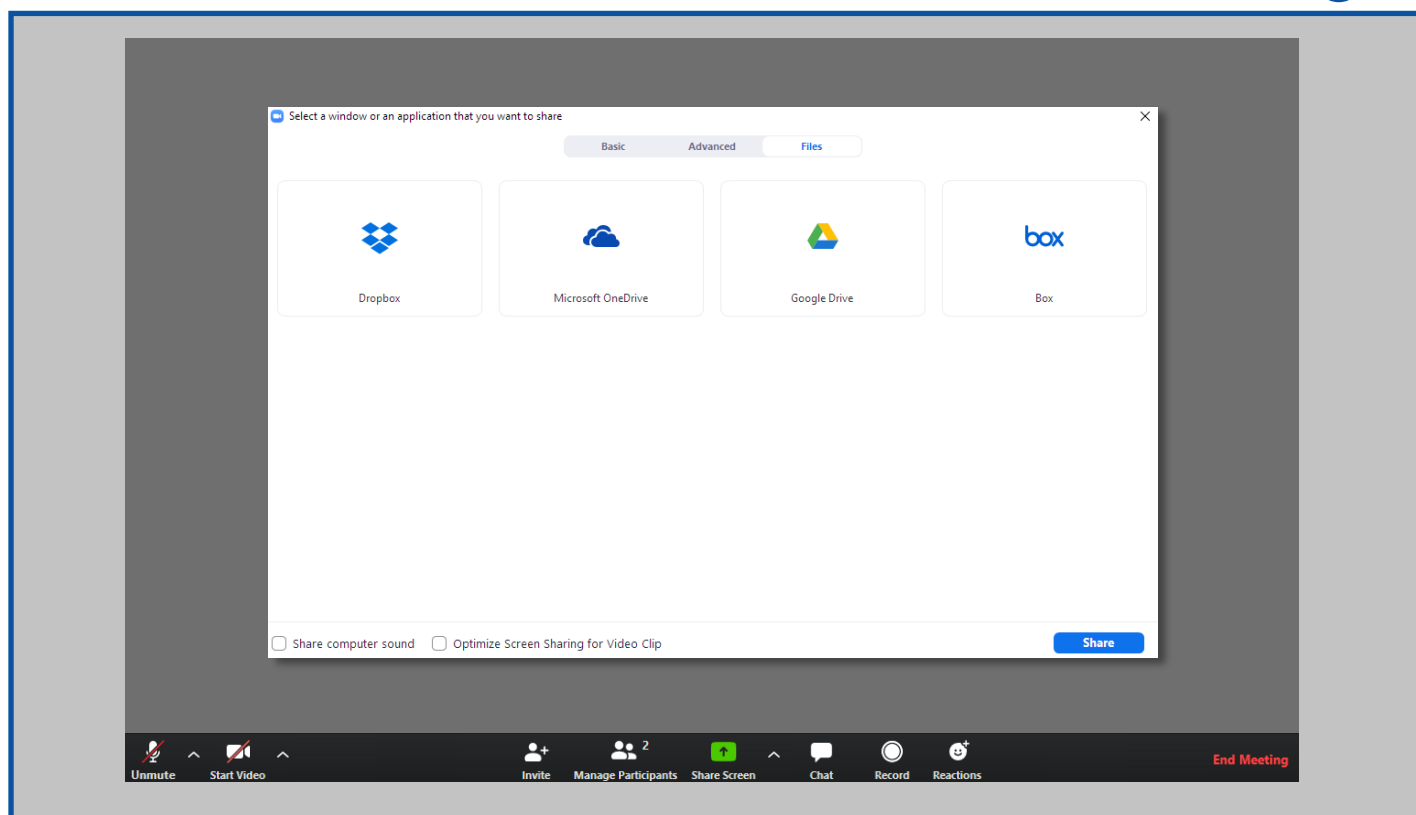 Select a window or an application that you want to share
Basic Advanced Files
box
Dropbox Microsoft OneDrive Google Drive Box
Share computer sound Optimize Screen Sharing for Video Clip Share
2
Unmute Start Video Invite Manage Participants Share Screen Chat Record Reactions End Meeting